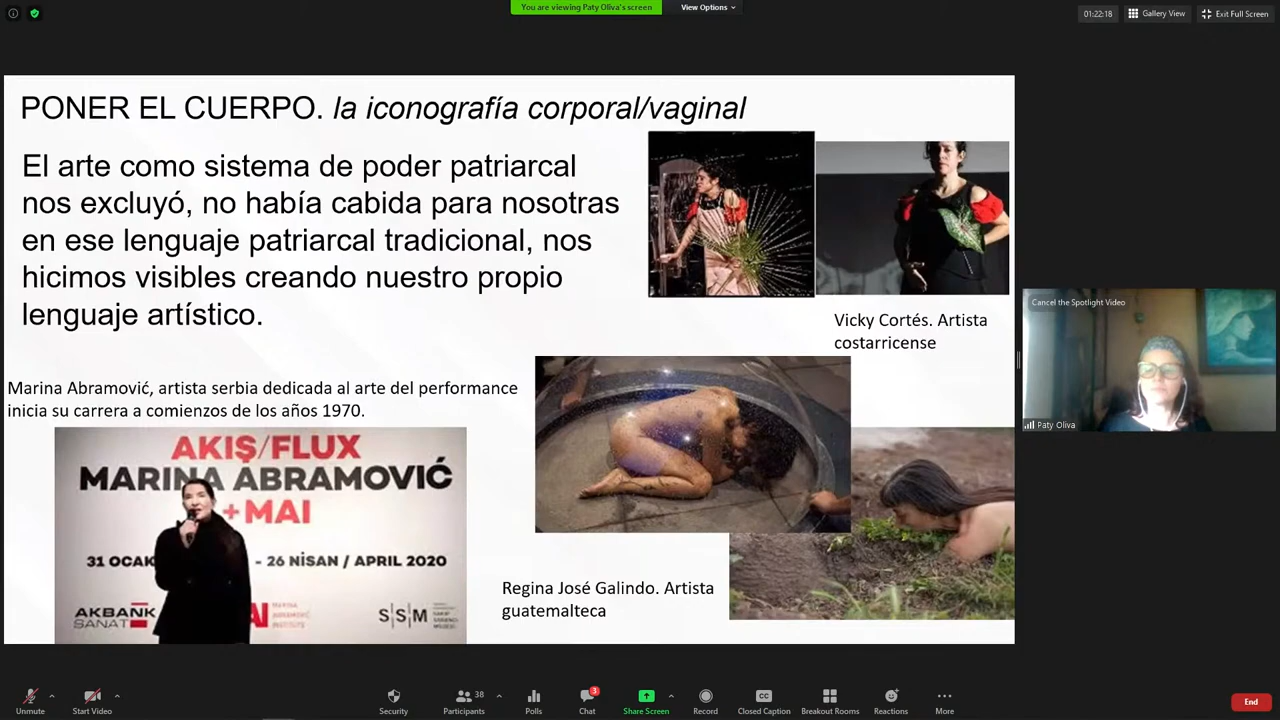 You are viewing Paty Oliva's screen
View Options
01:22:18
Gallery View
Exit Full Screen
PONER EL CUERPO. la iconografía corporal/vaginal
El arte como sistema de poder patriarcal
nos excluyó, no había cabida para nosotras
en ese lenguaje patriarcal tradicional, nos
hicimos visibles creando nuestro propio
lenguaje artístico.
Vicky Cortés. Artista
costarricense
Marina Abramović, artista serbia dedicada al arte del performance
inicia su carrera a comienzos de los años 1970.
AKIŞ/FLUX
MARINA ABRAMOVIĆ
+ MAI
31 OCAK - 26 NİSAN / APRIL 2020
AKBANK
SANAT
S|S|M
Regina José Galindo. Artista
guatemalteca
Cancel the Spotlight Video
Paty Oliva
Unmute
Start Video
Security
Participants
38
Polls
Chat
3
Share Screen
Record
CC
Closed Caption
Breakout Rooms
Reactions
More
End